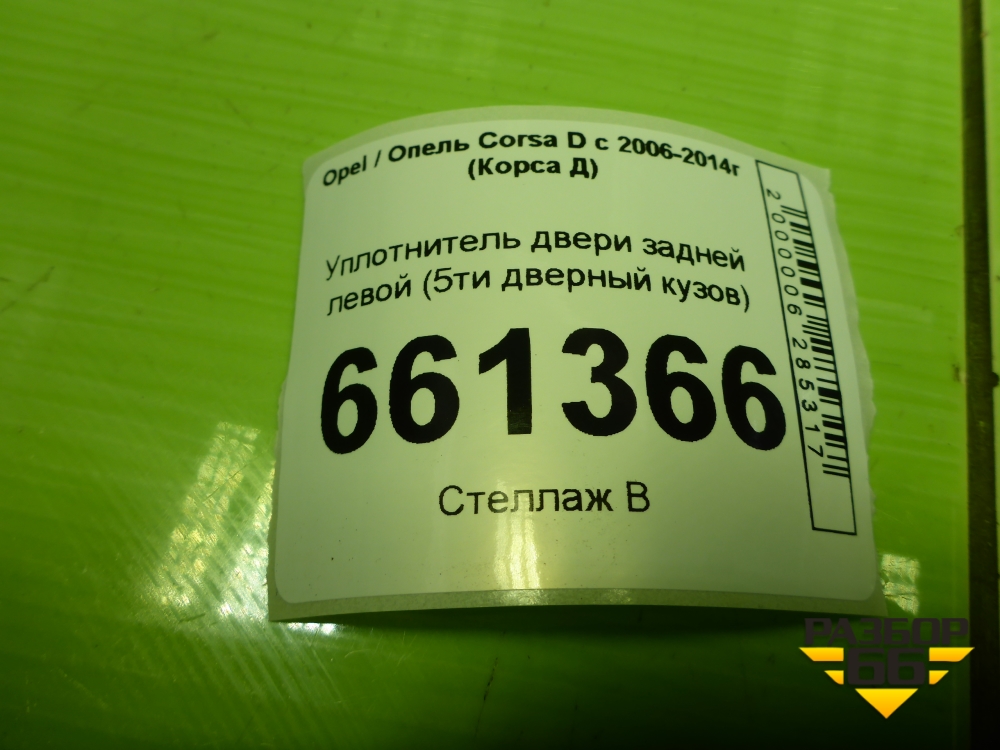 Opel / Опель Corsa D с 2006-2014г
(Корса Д)
Уплотнитель двери задней
левой (5ти дверный кузов)
661366
Стеллаж В
2000006285317
РАЗБОР
66